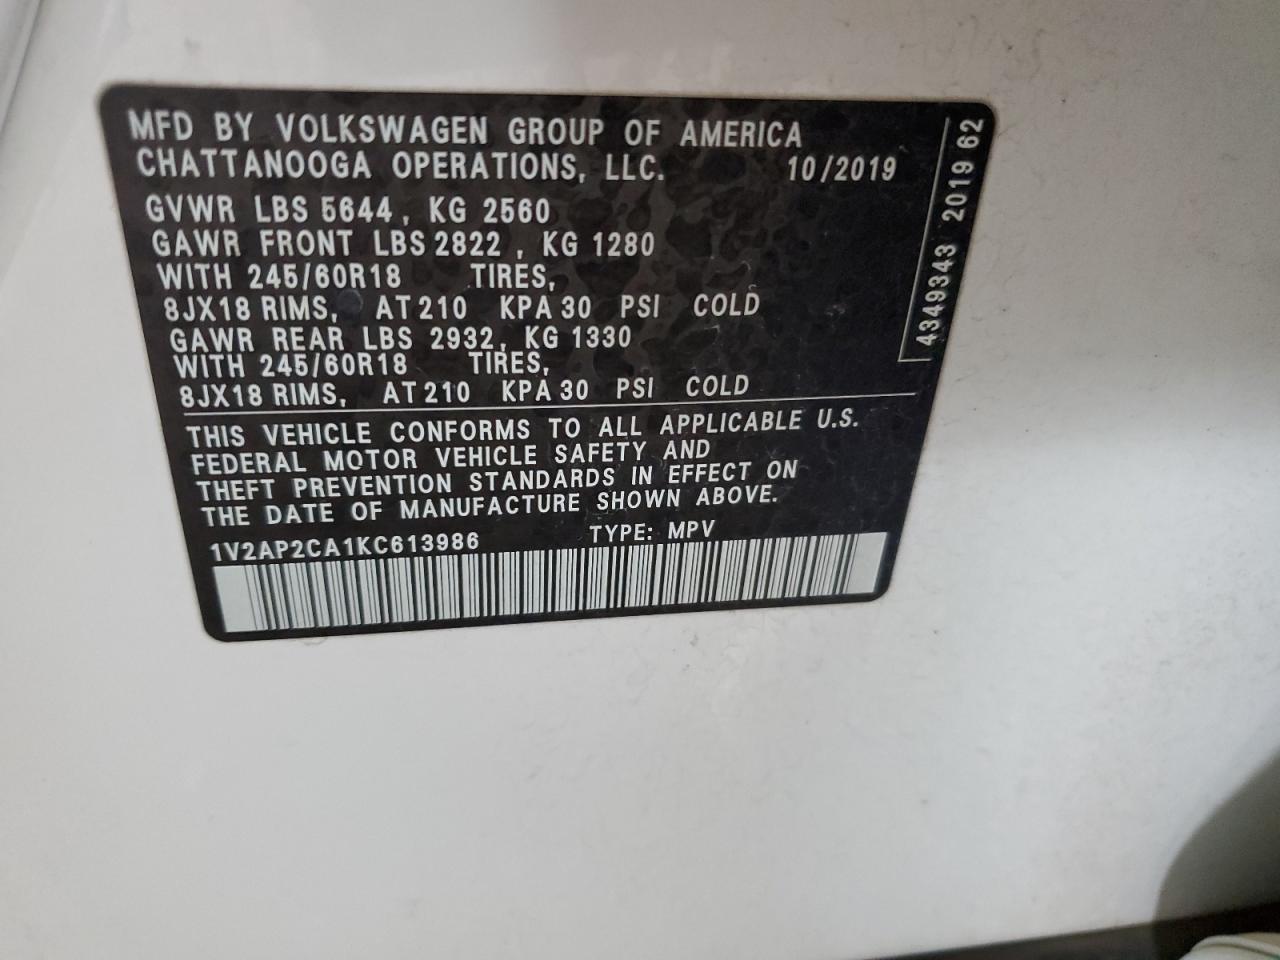 MFD BY VOLKSWAGEN GROUP OF AMERICA
CHATTANOOGA OPERATIONS, LLC. 10/2019
GVWR LBS 5644, KG 2560
GAWR FRONT LBS 2822, KG 1280
WITH 245/60R18 TIRES,
8JX18 RIMS, AT 210 KPA 30 PSI COLD
GAWR REAR LBS 2932, KG 1330
WITH 245/60R18 TIRES,
8JX18 RIMS, AT 210 KPA 30 PSI COLD
THIS VEHICLE CONFORMS TO ALL APPLICABLE U.S.
FEDERAL MOTOR VEHICLE SAFETY AND
THEFT PREVENTION STANDARDS IN EFFECT ON
THE DATE OF MANUFACTURE SHOWN ABOVE.
1V2AP2CA1KC613986 TYPE: MPV
4349343 2019 62